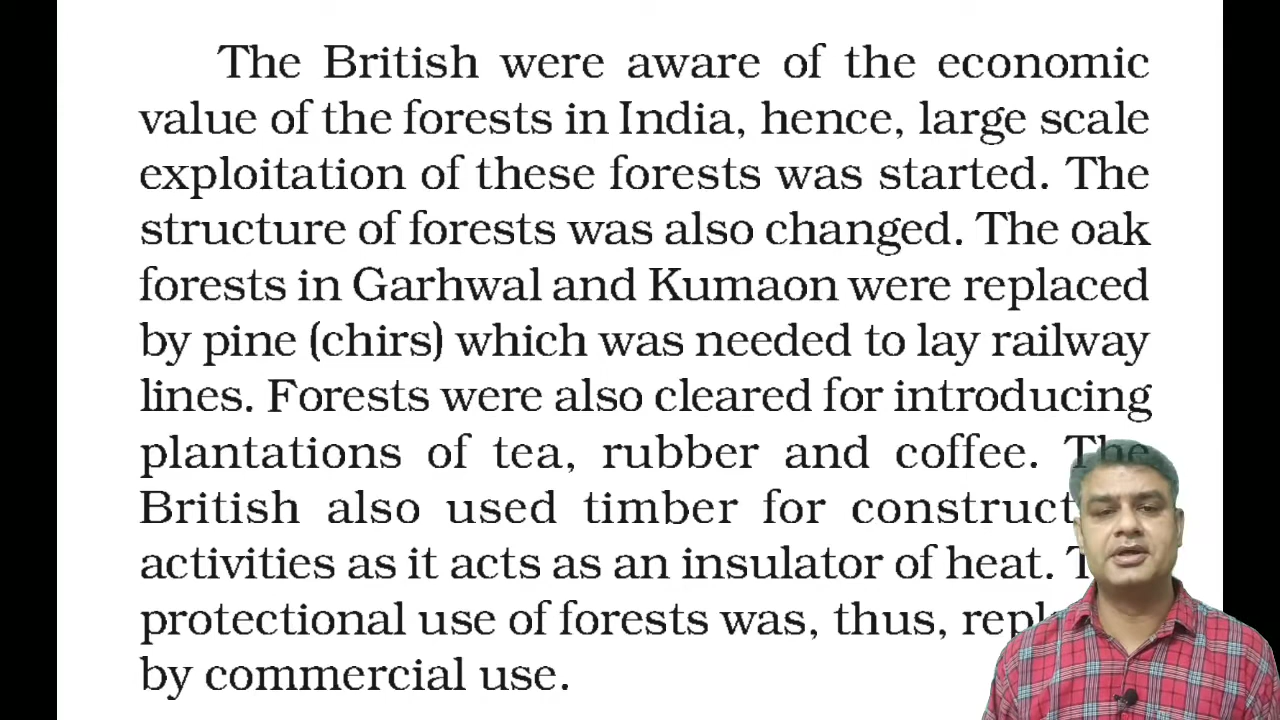 The British were aware of the economic
value of the forests in India, hence, large scale
exploitation of these forests was started. The
structure of forests was also changed. The oak
forests in Garhwal and Kumaon were replaced
by pine (chirs) which was needed to lay railway
lines. Forests were also cleared for introducing
plantations of tea, rubber and coffee. The
British also used timber for
activities as it acts as an insulator of heat.
protectional use of forests was, thus,
by commercial use.